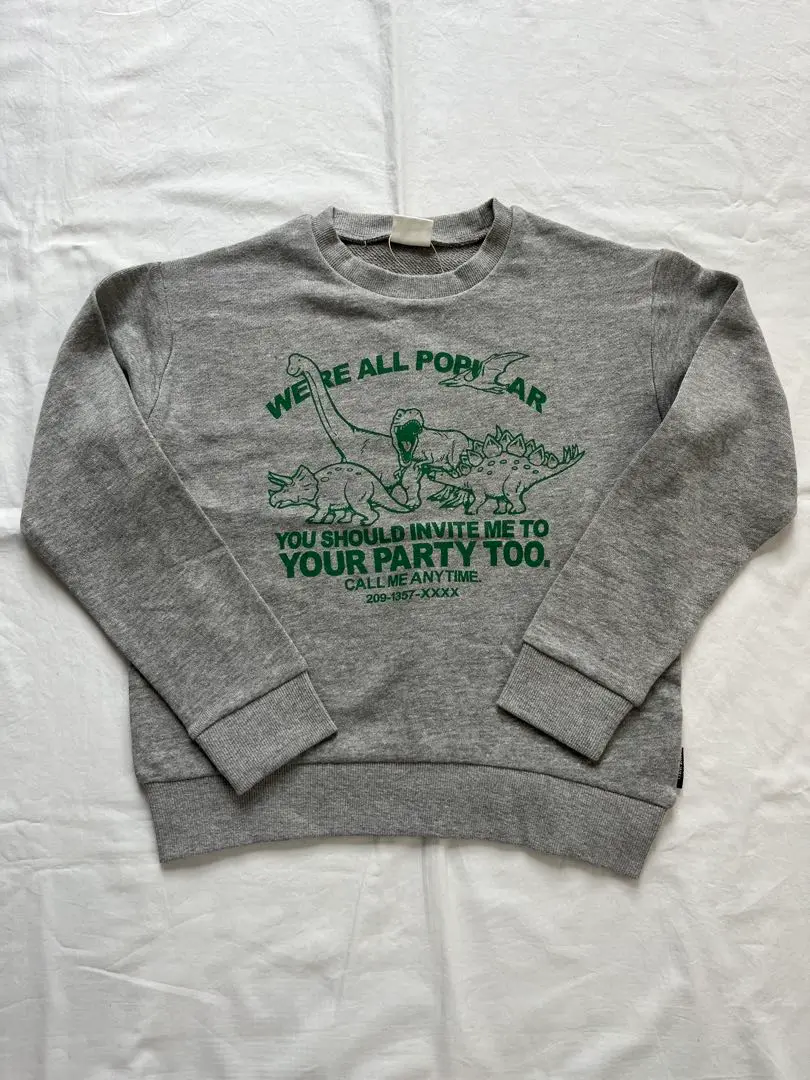 WE'RE ALL POPULAR
YOU SHOULD INVITE ME TO
YOUR PARTY TOO.
CALL ME ANYTIME.
209-1357-XXXX